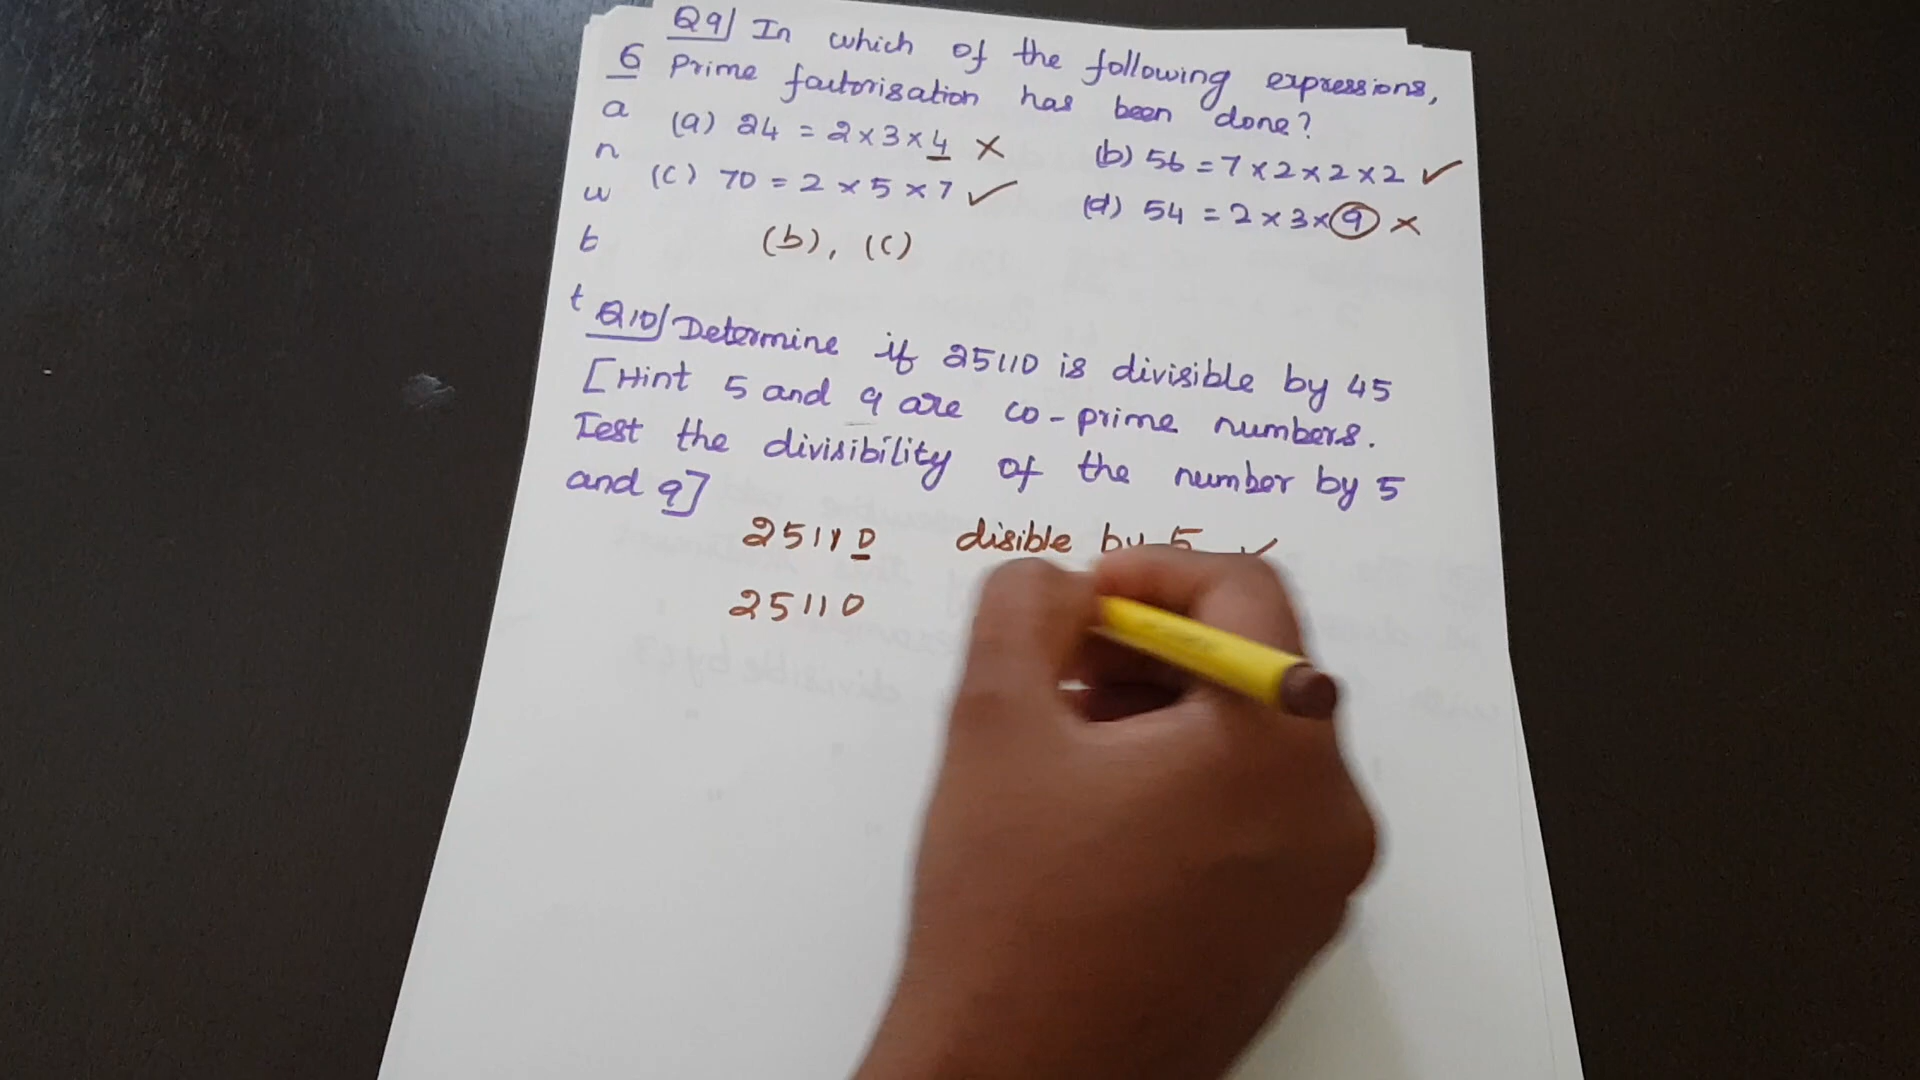 Q9/ In which of the following expressions,
6 Prime factorisation has been done?
a (a) 24 = 2 × 3 × 4 × (b) 56 = 7 × 2 × 2 × 2 ✓
n (c) 70 = 2 × 5 × 7 ✓ (d) 54 = 2 × 3 × 9 ×
w
b (b), (c)
t Q10/ Determine if 25110 is divisible by 45
[Hint 5 and 9 are co-prime numbers.
Test the divisibility of the number by 5
and 9]
25110 disible by 5 ✓
25110